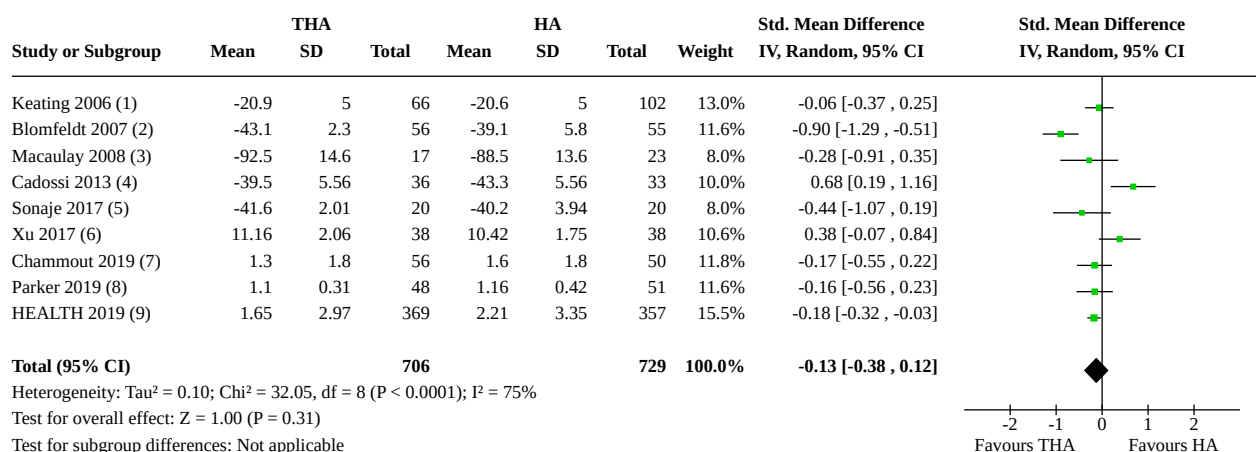 THA HA Std. Mean Difference Std. Mean Difference
Study or Subgroup Mean SD Total Mean SD Total Weight IV, Random, 95% CI IV, Random, 95% CI
Keating 2006 (1) -20.9 5 66 -20.6 5 102 13.0% -0.06 [-0.37 , 0.25]
Blomfeldt 2007 (2) -43.1 2.3 56 -39.1 5.8 55 11.6% -0.90 [-1.29 , -0.51]
Macaulay 2008 (3) -92.5 14.6 17 -88.5 13.6 23 8.0% -0.28 [-0.91 , 0.35]
Cadossi 2013 (4) -39.5 5.56 36 -43.3 5.56 33 10.0% 0.68 [0.19 , 1.16]
Sonaje 2017 (5) -41.6 2.01 20 -40.2 3.94 20 8.0% -0.44 [-1.07 , 0.19]
Xu 2017 (6) 11.16 2.06 38 10.42 1.75 38 10.6% 0.38 [-0.07 , 0.84]
Chammout 2019 (7) 1.3 1.8 56 1.6 1.8 50 11.8% -0.17 [-0.55 , 0.22]
Parker 2019 (8) 1.1 0.31 48 1.16 0.42 51 11.6% -0.16 [-0.56 , 0.23]
HEALTH 2019 (9) 1.65 2.97 369 2.21 3.35 357 15.5% -0.18 [-0.32 , -0.03]
Total (95% CI) 706 729 100.0% -0.13 [-0.38 , 0.12]
Heterogeneity: Tau² = 0.10; Chi² = 32.05, df = 8 (P < 0.0001); I² = 75%
Test for overall effect: Z = 1.00 (P = 0.31)
Test for subgroup differences: Not applicable
-2 -1 0 1 2
Favours THA Favours HA